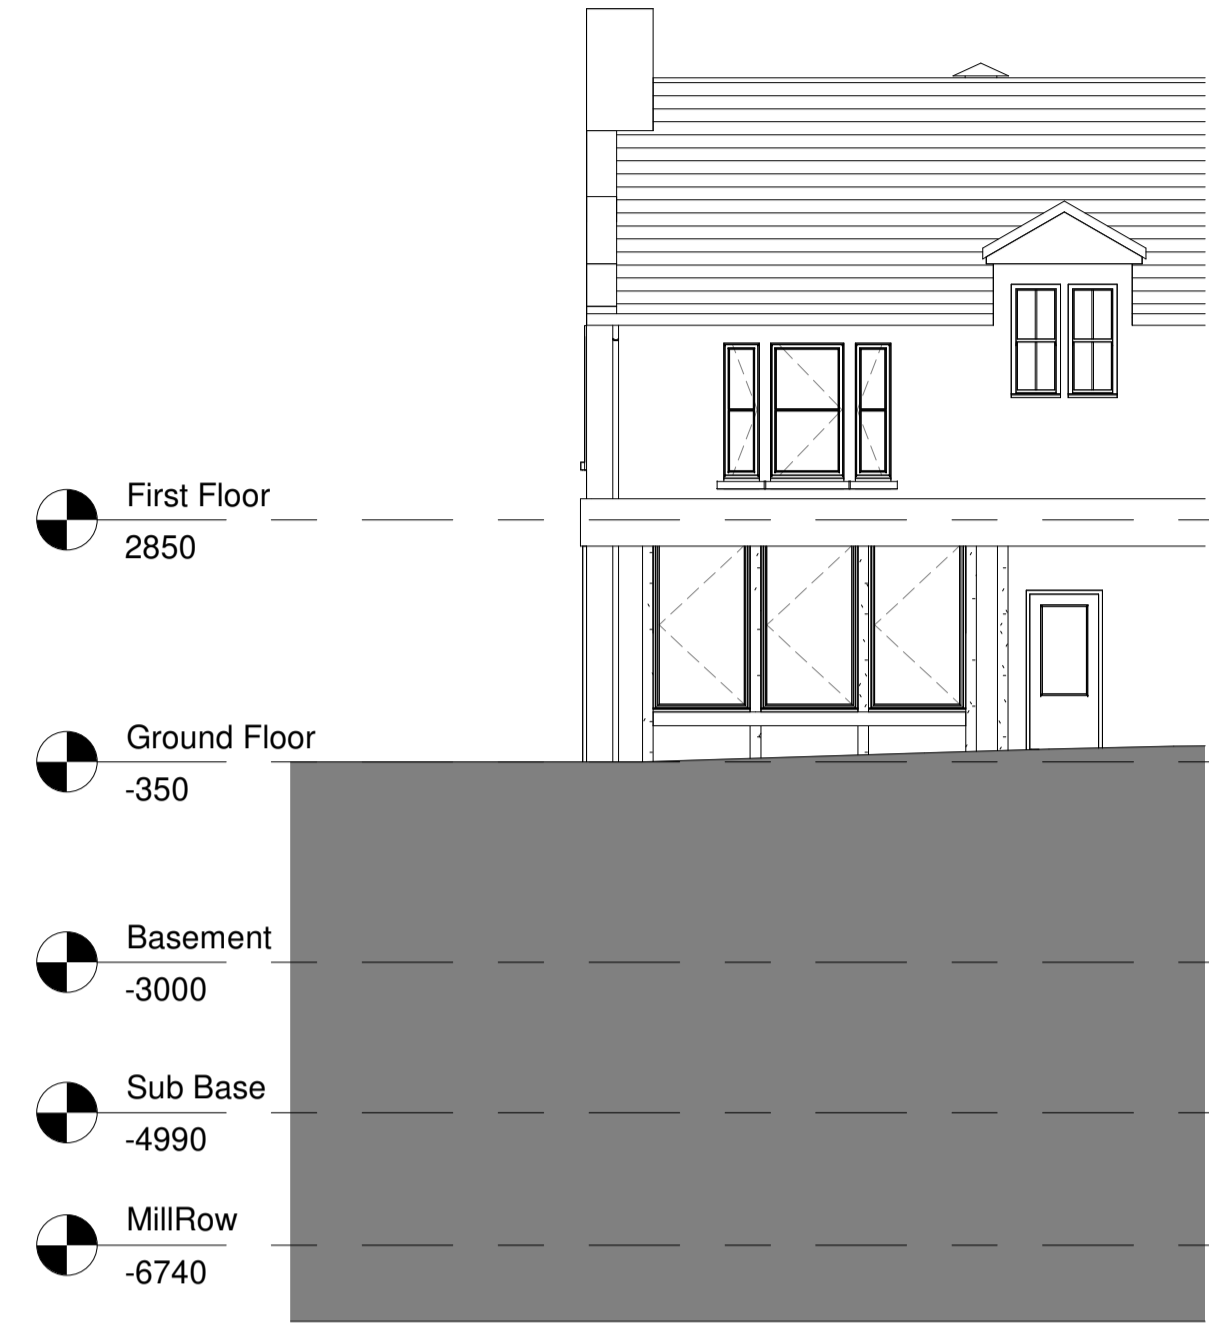 First Floor
2850
Ground Floor
-350
Basement
-3000
Sub Base
-4990
MillRow
-6740